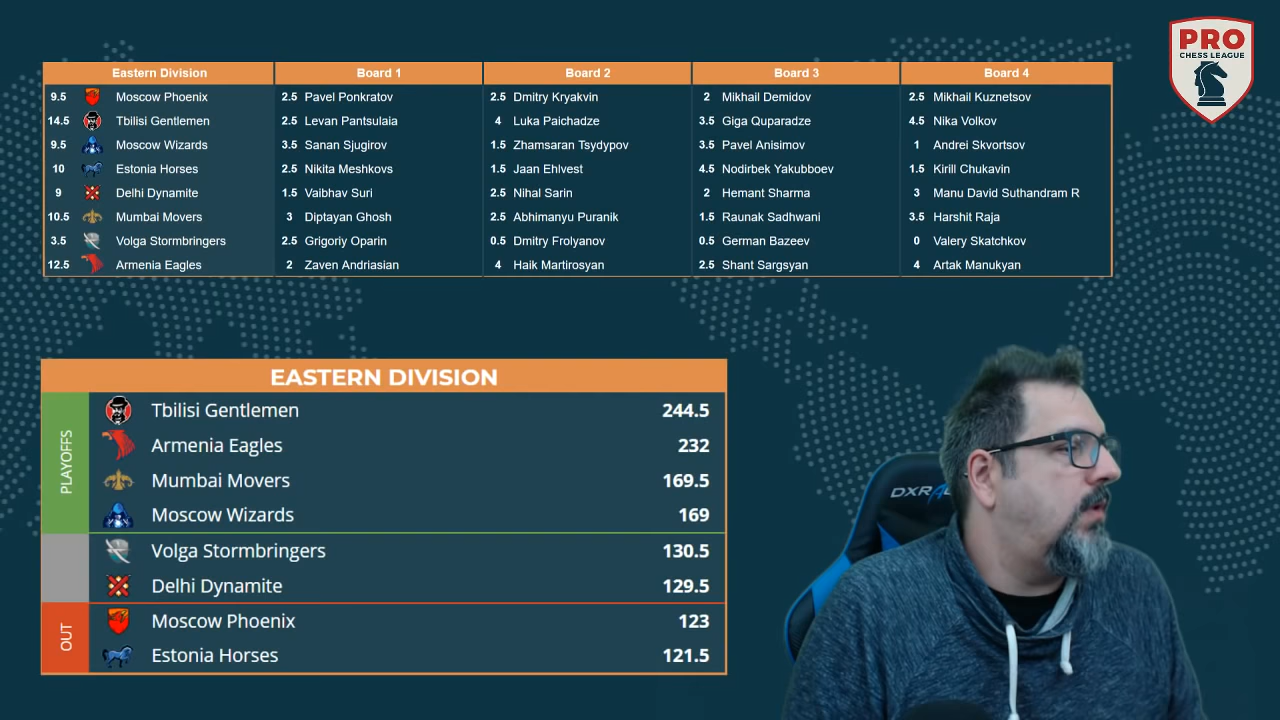 PRO
CHESS LEAGUE
Eastern Division Board 1 Board 2 Board 3 Board 4
9.5 Moscow Phoenix 2.5 Pavel Ponkratov 2.5 Dmitry Kryakvin 2 Mikhail Demidov 2.5 Mikhail Kuznetsov
14.5 Tbilisi Gentlemen 2.5 Levan Pantsulaia 4 Luka Paichadze 3.5 Giga Quparadze 4.5 Nika Volkov
9.5 Moscow Wizards 3.5 Sanan Sjugirov 1.5 Zhamsaran Tsydypov 3.5 Pavel Anisimov 1 Andrei Skvortsov
10 Estonia Horses 2.5 Nikita Meshkovs 1.5 Jaan Ehlvest 4.5 Nodirbek Yakubboev 1.5 Kirill Chukavin
9 Delhi Dynamite 1.5 Vaibhav Suri 2.5 Nihal Sarin 2 Hemant Sharma 3 Manu David Suthandram R
10.5 Mumbai Movers 3 Diptayan Ghosh 2.5 Abhimanyu Puranik 1.5 Raunak Sadhwani 3.5 Harshit Raja
3.5 Volga Stormbringers 2.5 Grigoriy Oparin 0.5 Dmitry Frolyanov 0.5 German Bazeev 0 Valery Skatchkov
12.5 Armenia Eagles 2 Zaven Andriasian 4 Haik Martirosyan 2.5 Shant Sargsyan 4 Artak Manukyan
EASTERN DIVISION
PLAYOFFS
Tbilisi Gentlemen 244.5
Armenia Eagles 232
Mumbai Movers 169.5
Moscow Wizards 169
Volga Stormbringers 130.5
Delhi Dynamite 129.5
OUT
Moscow Phoenix 123
Estonia Horses 121.5